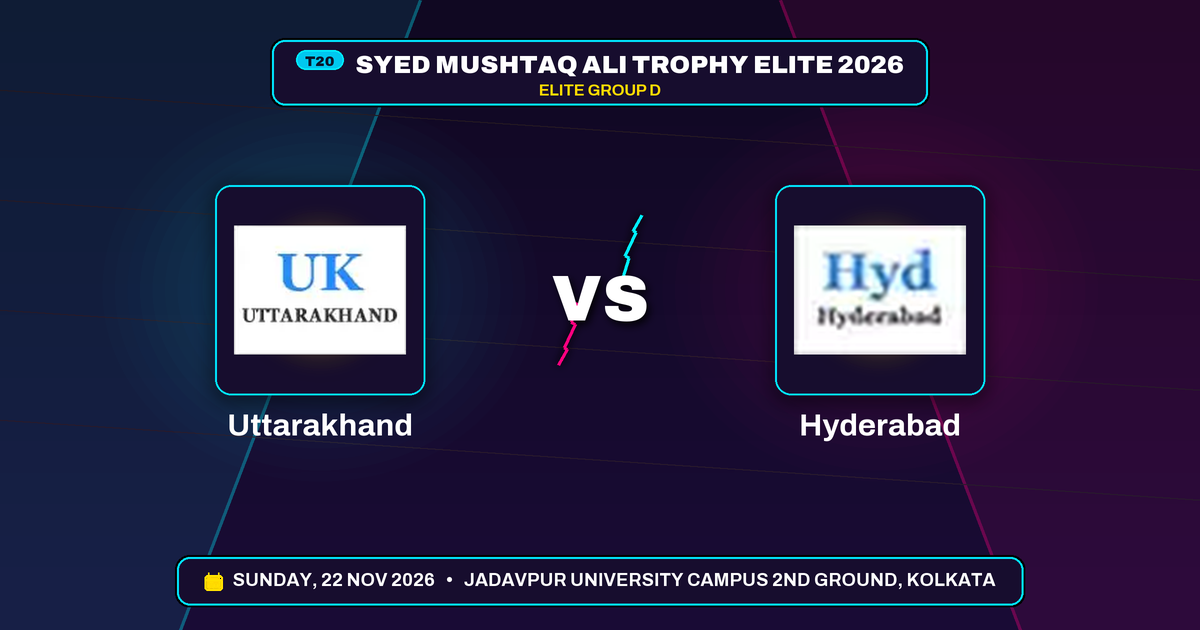 T20 SYED MUSHTAQ ALI TROPHY ELITE 2026
ELITE GROUP D
UK
UTTARAKHAND
Hyd
Hyderabad
VS
Uttarakhand
Hyderabad
SUNDAY, 22 NOV 2026 • JADAVPUR UNIVERSITY CAMPUS 2ND GROUND, KOLKATA